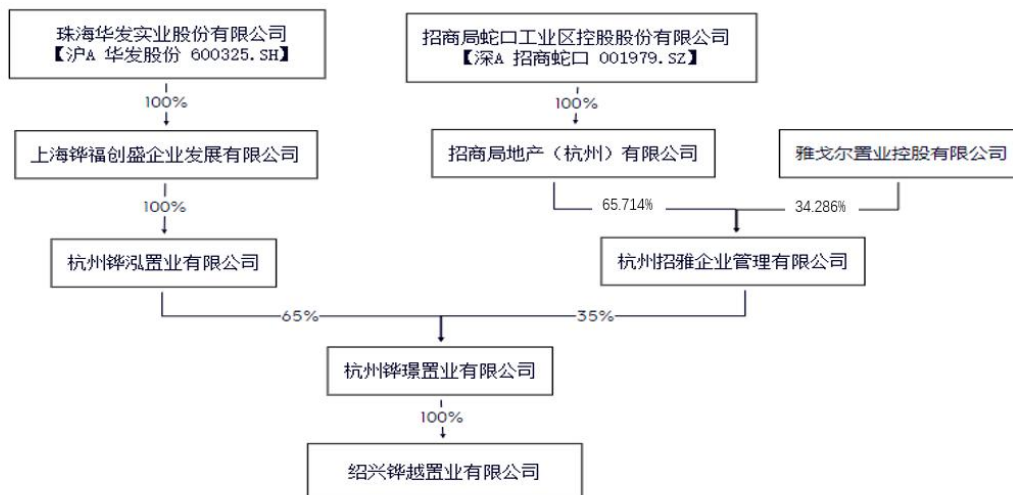 珠海华发实业股份有限公司
【沪A 华发股份 600325.SH】
招商局蛇口工业区控股股份有限公司
【深A 招商蛇口 001979.SZ】
100%
100%
上海铧福创盛企业发展有限公司
招商局地产（杭州）有限公司
雅戈尔置业控股有限公司
100%
65.714%
34.286%
杭州铧泓置业有限公司
杭州招雅企业管理有限公司
65%
35%
杭州铧璟置业有限公司
100%
绍兴铧越置业有限公司